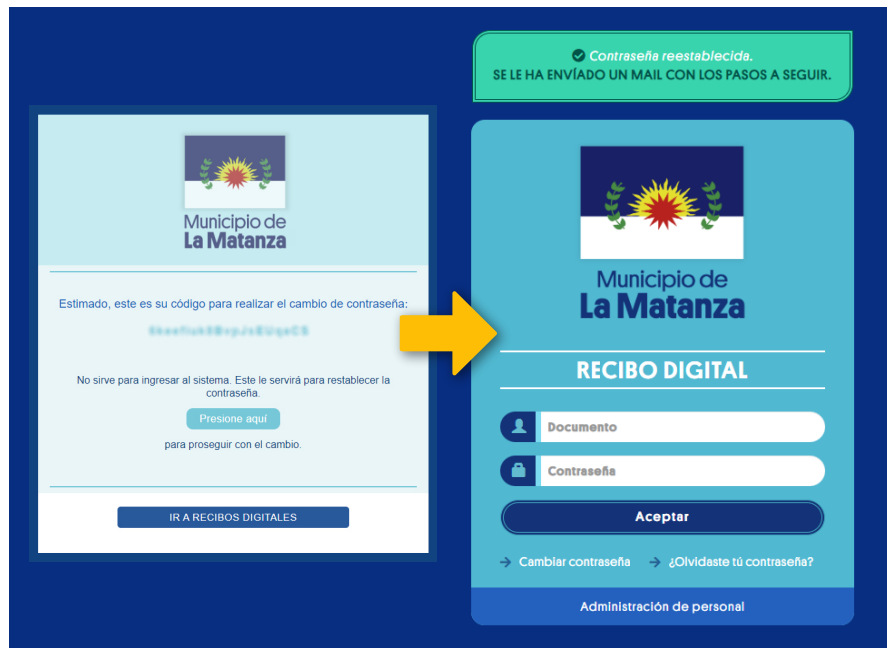 Contraseña reestablecida.
SE LE HA ENVÍADO UN MAIL CON LOS PASOS A SEGUIR.
Municipio de
La Matanza
Estimado, este es su código para realizar el cambio de contraseña:
No sirve para ingresar al sistema. Este le servirá para restablecer la
contraseña.
Presione aquí
para proseguir con el cambio.
IR A RECIBOS DIGITALES
Municipio de
La Matanza
RECIBO DIGITAL
Documento
Contraseña
Aceptar
Cambiar contraseña
¿Olvidaste tú contraseña?
Administración de personal